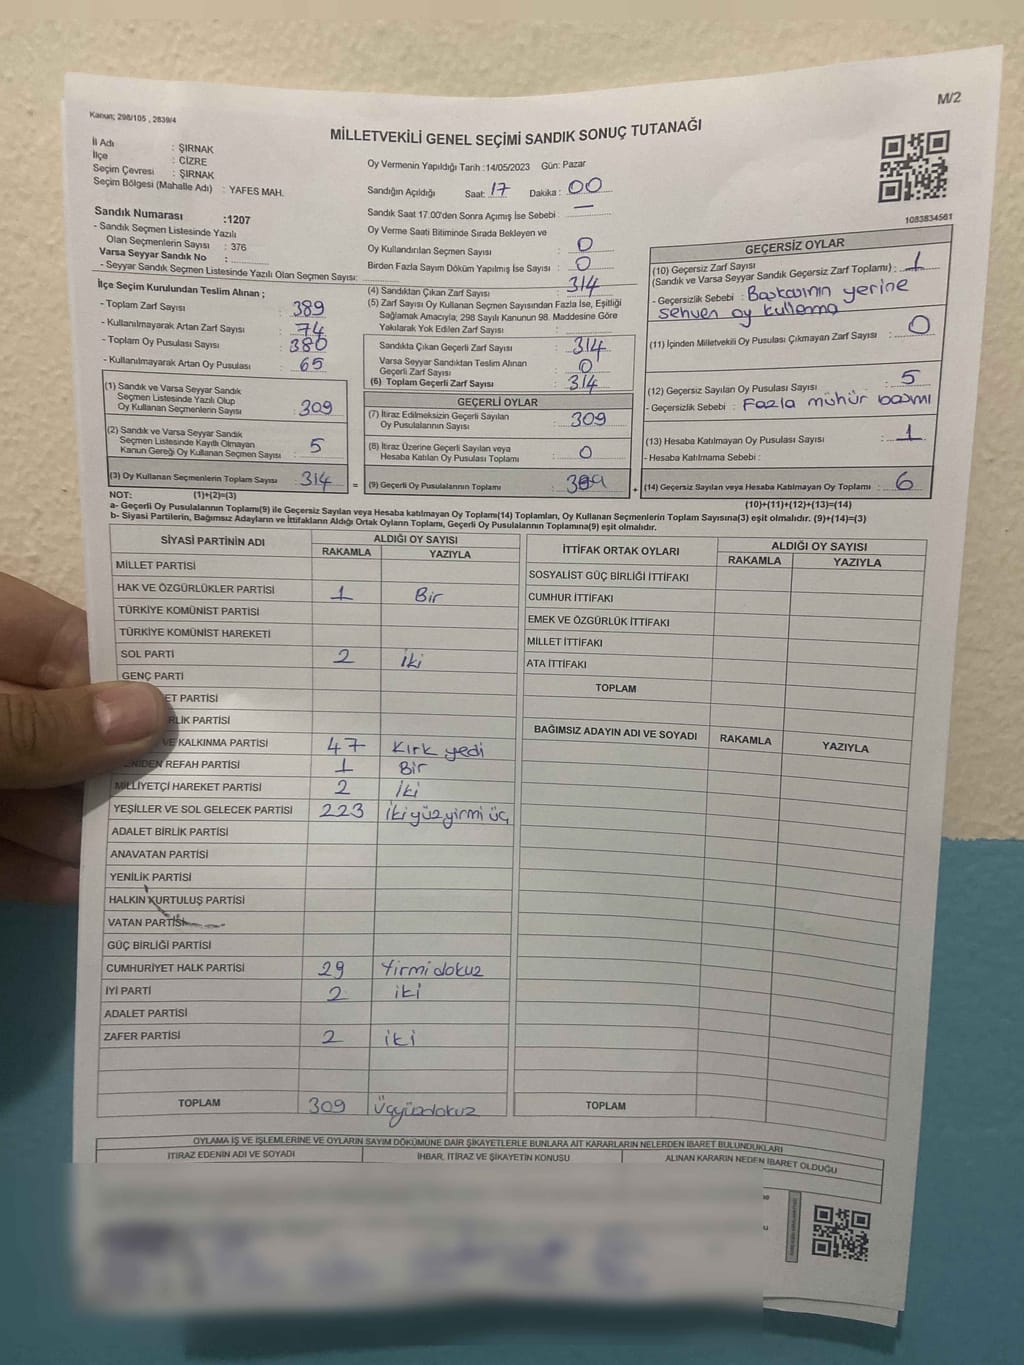 M/2
Kanun; 298/105 , 2839/4
MİLLETVEKİLİ GENEL SEÇİMİ SANDIK SONUÇ TUTANAĞI
İl Adı : ŞIRNAK
İlçe : CİZRE
Seçim Çevresi : ŞIRNAK
Seçim Bölgesi (Mahalle Adı) : YAFES MAH.
Sandık Numarası :1207
- Sandık Seçmen Listesinde Yazılı
Olan Seçmenlerin Sayısı : 376
Varsa Seyyar Sandık No :
- Seyyar Sandık Seçmen Listesinde Yazılı Olan Seçmen Sayısı:
Oy Vermenin Yapıldığı Tarih :14/05/2023 Gün: Pazar
Sandığın Açıldığı Saat: 17 Dakika : 00
Sandık Saat 17.00'den Sonra Açımış İse Sebebi : —
Oy Verme Saati Bitiminde Sırada Bekleyen ve
Oy Kullandırılan Seçmen Sayısı : 0
Birden Fazla Sayım Döküm Yapılmış İse Sayısı : 0
1083834561
İlçe Seçim Kurulundan Teslim Alınan ;
- Toplam Zarf Sayısı : 389
- Kullanılmayarak Artan Zarf Sayısı : 74
- Toplam Oy Pusulası Sayısı : 380
- Kullanılmayarak Artan Oy Pusulası : 65
(1) Sandık ve Varsa Seyyar Sandık
Seçmen Listesinde Yazılı Olup
Oy Kullanan Seçmenlerin Sayısı : 309
(2) Sandık ve Varsa Seyyar Sandık
Seçmen Listesinde Kayıtlı Olmayan
Kanun Gereği Oy Kullanan Seçmen Sayısı : 5
(3) Oy Kullanan Seçmenlerin Toplam Sayısı : 314
(4) Sandıktan Çıkan Zarf Sayısı : 314
(5) Zarf Sayısı Oy Kullanan Seçmen Sayısından Fazla İse, Eşitliği
Sağlamak Amacıyla; 298 Sayılı Kanunun 98. Maddesine Göre
Yakılarak Yok Edilen Zarf Sayısı :
Sandıkta Çıkan Geçerli Zarf Sayısı : 314
Varsa Seyyar Sandıktan Teslim Alınan
Geçerli Zarf Sayısı : 0
(6) Toplam Geçerli Zarf Sayısı : 314
GEÇERLİ OYLAR
(7) İtiraz Edilmeksizin Geçerli Sayılan
Oy Pusulalarının Sayısı : 309
(8) İtiraz Üzerine Geçerli Sayılan veya
Hesaba Katılan Oy Pusulası Toplamı : 0
= (9) Geçerli Oy Pusulalarının Toplamı : 309
GEÇERSİZ OYLAR
(10) Geçersiz Zarf Sayısı
(Sandık ve Varsa Seyyar Sandık Geçersiz Zarf Toplamı) : 1
- Geçersizlik Sebebi : Başkasının yerine
sehven oy kullanma
(11) İçinden Milletvekili Oy Pusulası Çıkmayan Zarf Sayısı : 0
(12) Geçersiz Sayılan Oy Pusulası Sayısı : 5
- Geçersizlik Sebebi : Fazla mühür basımı
(13) Hesaba Katılmayan Oy Pusulası Sayısı : 1
- Hesaba Katılmama Sebebi :
+ (14) Geçersiz Sayılan veya Hesaba Katılmayan Oy Toplamı : 6
NOT: (1)+(2)=(3)
(10)+(11)+(12)+(13)=(14)
a- Geçerli Oy Pusulalarının Toplamı(9) ile Geçersiz Sayılan veya Hesaba katılmayan Oy Toplamı(14) Toplamları, Oy Kullanan Seçmenlerin Toplam Sayısına(3) eşit olmalıdır. (9)+(14)=(3)
b- Siyasi Partilerin, Bağımsız Adayların ve İttifakların Aldığı Ortak Oyların Toplamı, Geçerli Oy Pusulalarının Toplamına(9) eşit olmalıdır.
SİYASİ PARTİNİN ADI ALDIĞI OY SAYISI
RAKAMLA YAZIYLA
MİLLET PARTİSİ
HAK VE ÖZGÜRLÜKLER PARTİSİ 1 Bir
TÜRKİYE KOMÜNİST PARTİSİ
TÜRKİYE KOMÜNİST HAREKETİ
SOL PARTİ 2 iki
GENÇ PARTİ
ET PARTİSİ
RLİK PARTİSİ
VE KALKINMA PARTİSİ 47 Kırk yedi
ENİDEN REFAH PARTİSİ 1 Bir
MİLLİYETÇİ HAREKET PARTİSİ 2 iki
YEŞİLLER VE SOL GELECEK PARTİSİ 223 ikiyüzyirmi üç
ADALET BİRLİK PARTİSİ
ANAVATAN PARTİSİ
YENİLİK PARTİSİ
HALKIN KURTULUŞ PARTİSİ
VATAN PARTİSİ
GÜÇ BİRLİĞİ PARTİSİ
CUMHURİYET HALK PARTİSİ 29 Yirmidokuz
İYİ PARTİ 2 iki
ADALET PARTİSİ
ZAFER PARTİSİ 2 iki
TOPLAM 309 Üçyüzdokuz
İTTİFAK ORTAK OYLARI ALDIĞI OY SAYISI
RAKAMLA YAZIYLA
SOSYALİST GÜÇ BİRLİĞİ İTTİFAKI
CUMHUR İTTİFAKI
EMEK VE ÖZGÜRLÜK İTTİFAKI
MİLLET İTTİFAKI
ATA İTTİFAKI
TOPLAM
BAĞIMSIZ ADAYIN ADI VE SOYADI RAKAMLA YAZIYLA
TOPLAM
OYLAMA İŞ VE İŞLEMLERİNE VE OYLARIN SAYIM DÖKÜMÜNE DAİR ŞİKAYETLERLE BUNLARA AİT KARARLARIN NELERDEN İBARET BULUNDUKLARI
İTİRAZ EDENİN ADI VE SOYADI İHBAR, İTİRAZ VE ŞİKAYETİN KONUSU ALINAN KARARIN NEDEN İBARET OLDUĞU